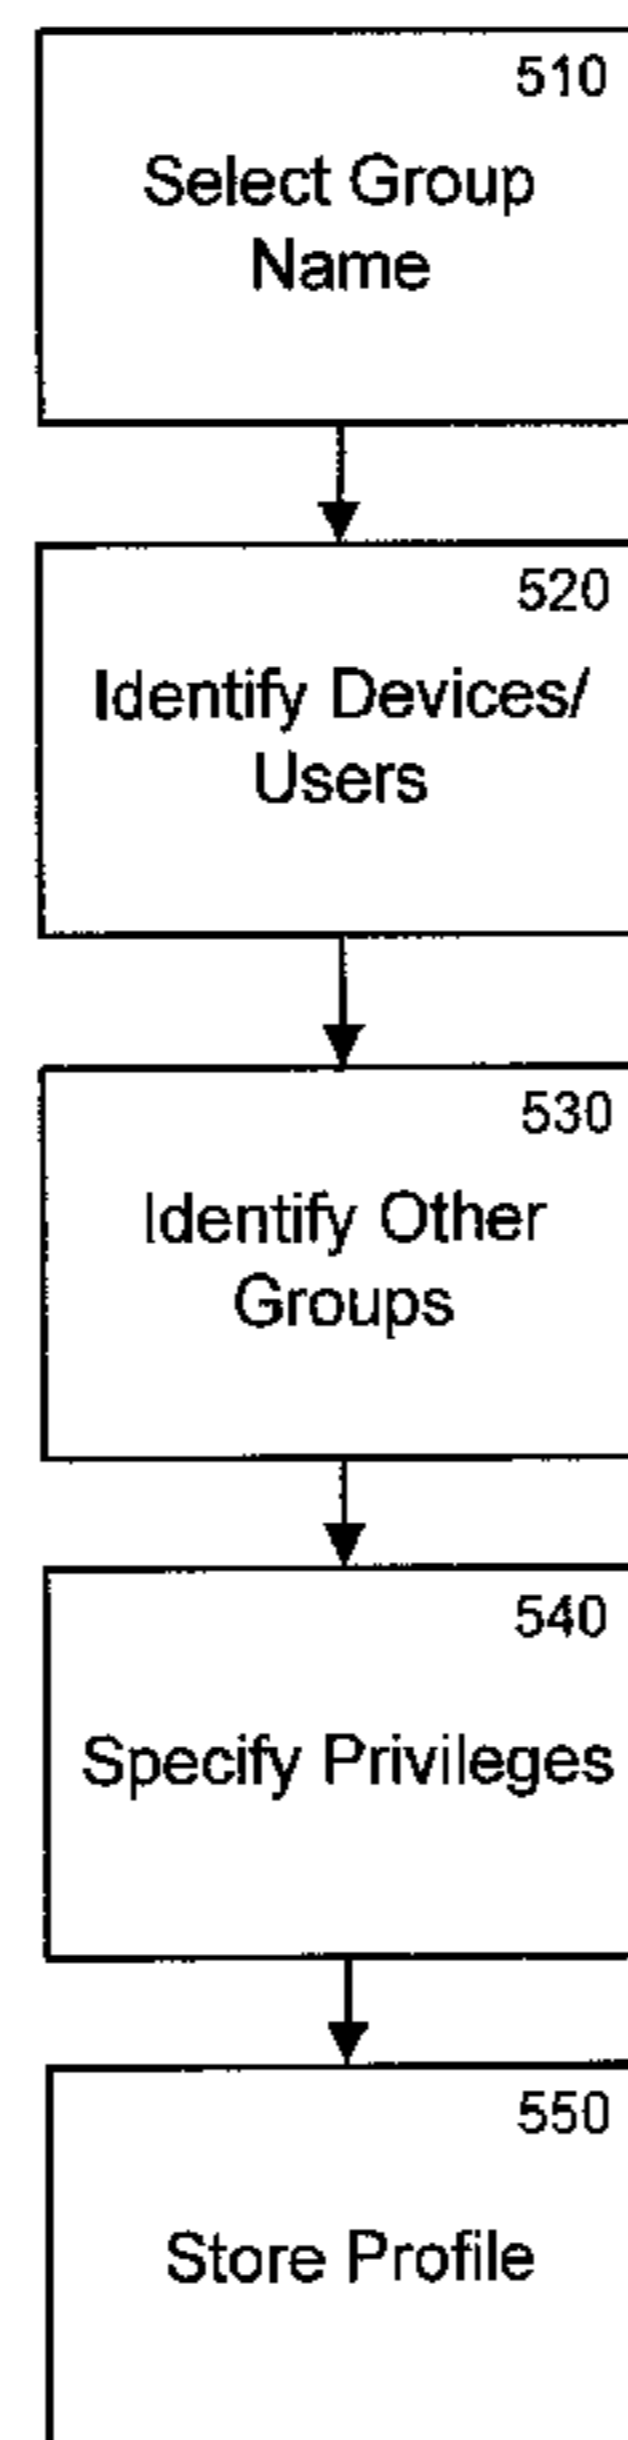 510
Select Group
Name
520
Identify Devices/
Users
530
Identify Other
Groups
540
Specify Privileges
550
Store Profile